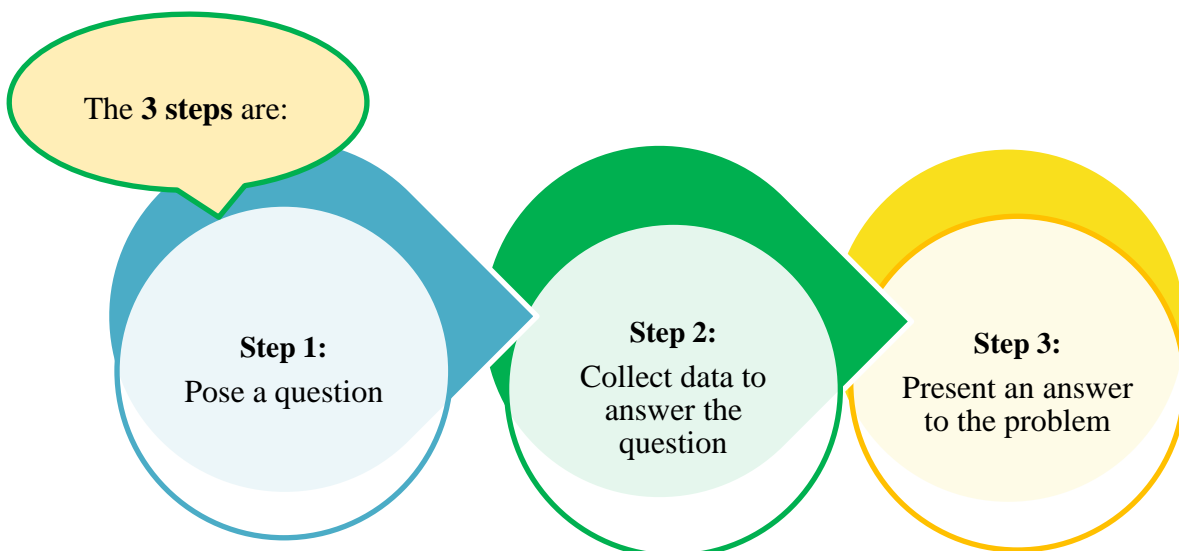 The 3 steps are:
Step 1:
Pose a question
Step 2:
Collect data to
answer the
question
Step 3:
Present an answer
to the problem